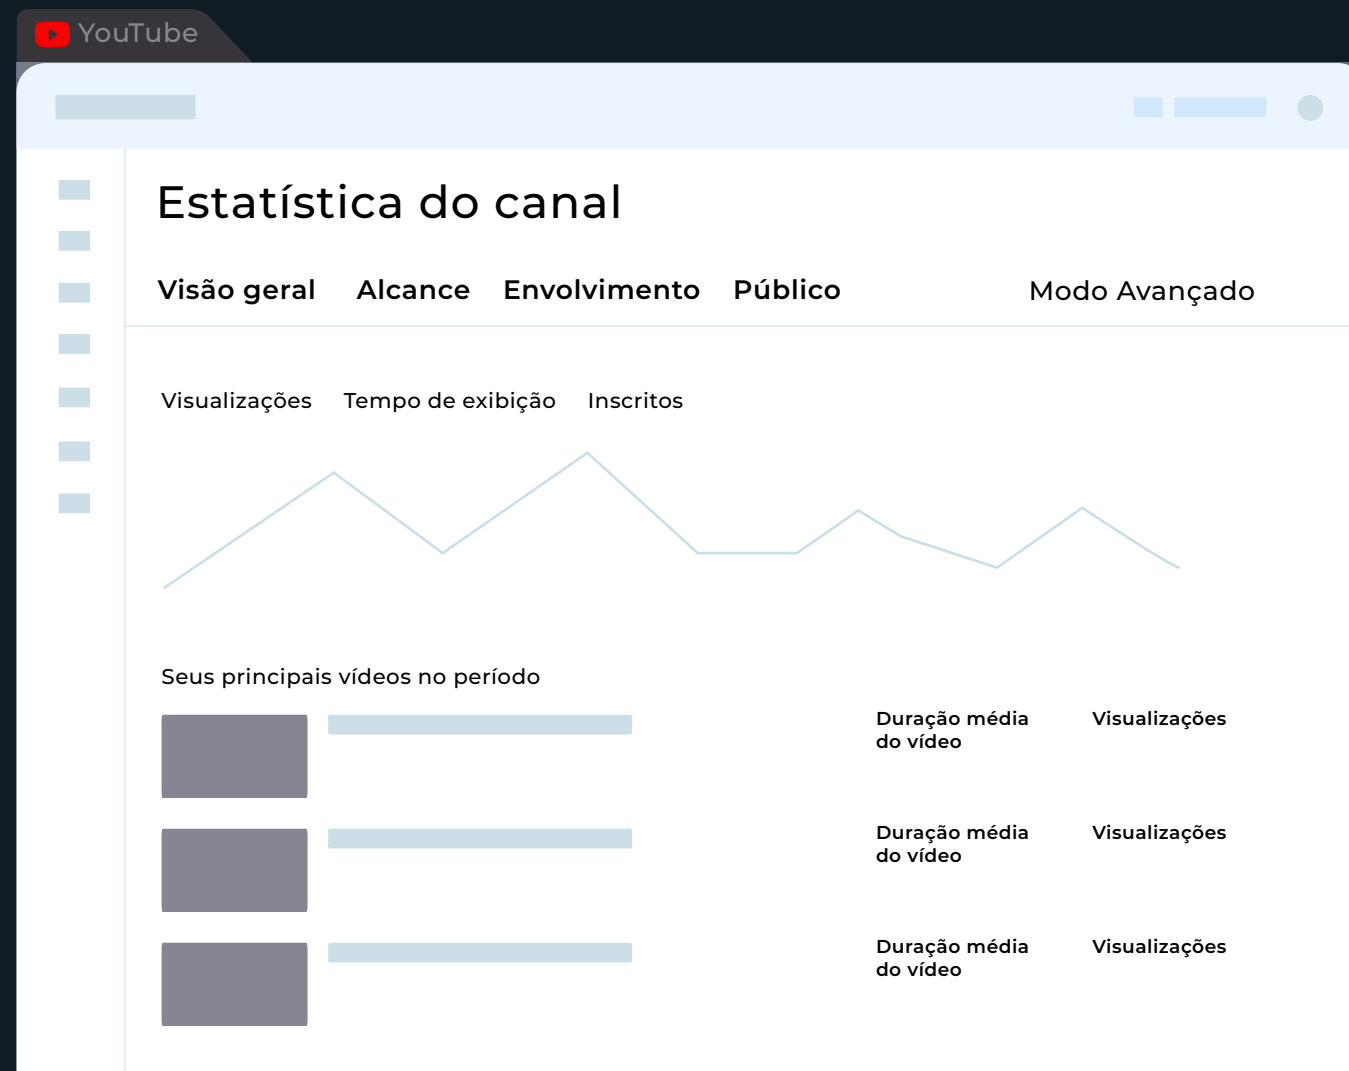 YouTube
Estatística do canal
Visão geral Alcance Envolvimento Público Modo Avançado
Visualizações Tempo de exibição Inscritos
Seus principais vídeos no período
Duração média Visualizações
do vídeo
Duração média Visualizações
do vídeo
Duração média Visualizações
do vídeo